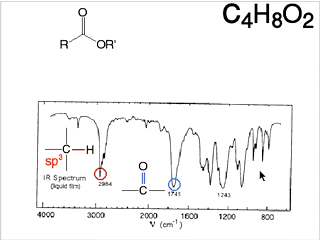 C4H8O2
O
R OR'
C H
sp3
O
C
IR Spectrum
(liquid film)
2984
1741
1243
4000 3000 2000 1600 1200 800
V (cm-1)